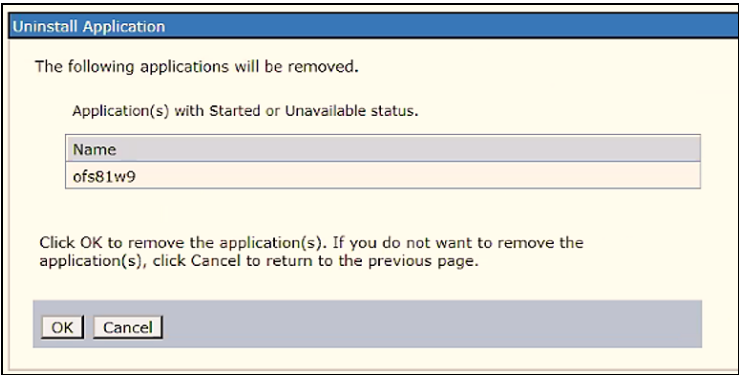 Uninstall Application
The following applications will be removed.
Application(s) with Started or Unavailable status.
Name
ofs81w9
Click OK to remove the application(s). If you do not want to remove the
application(s), click Cancel to return to the previous page.
OK Cancel